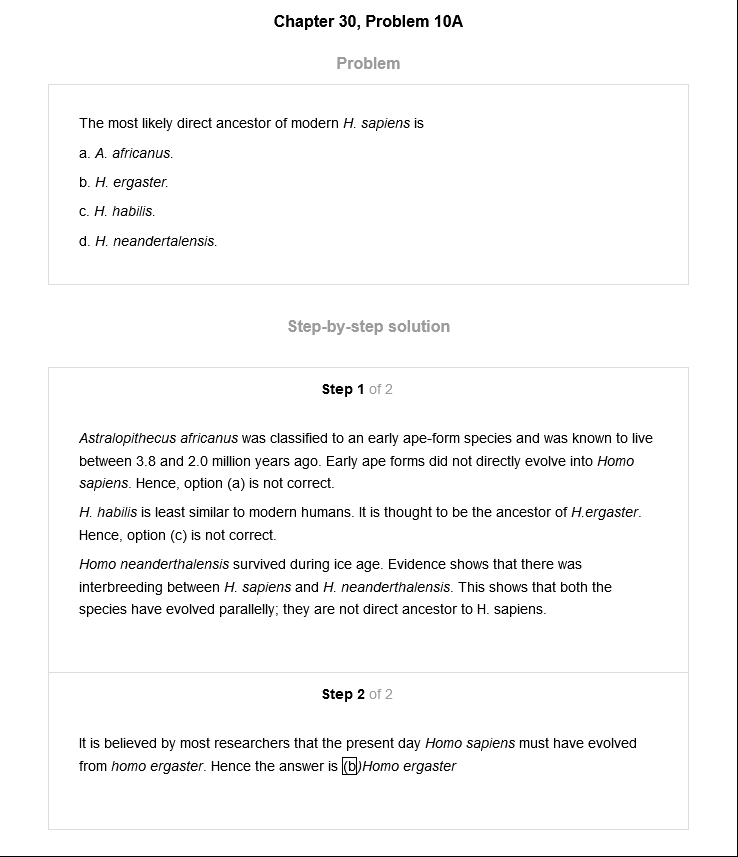 Chapter 30, Problem 10A
Problem
The most likely direct ancestor of modern H. sapiens is
a. A. africanus.
b. H. ergaster.
c. H. habilis.
d. H. neandertalensis.
Step-by-step solution
Step 1 of 2
Astralopithecus africanus was classified to an early ape-form species and was known to live
between 3.8 and 2.0 million years ago. Early ape forms did not directly evolve into Homo
sapiens. Hence, option (a) is not correct.
H. habilis is least similar to modern humans. It is thought to be the ancestor of H.ergaster.
Hence, option (c) is not correct.
Homo neanderthalensis survived during ice age. Evidence shows that there was
interbreeding between H. sapiens and H. neanderthalensis. This shows that both the
species have evolved parallelly; they are not direct ancestor to H. sapiens.
Step 2 of 2
It is believed by most researchers that the present day Homo sapiens must have evolved
from homo ergaster. Hence the answer is (b)Homo ergaster